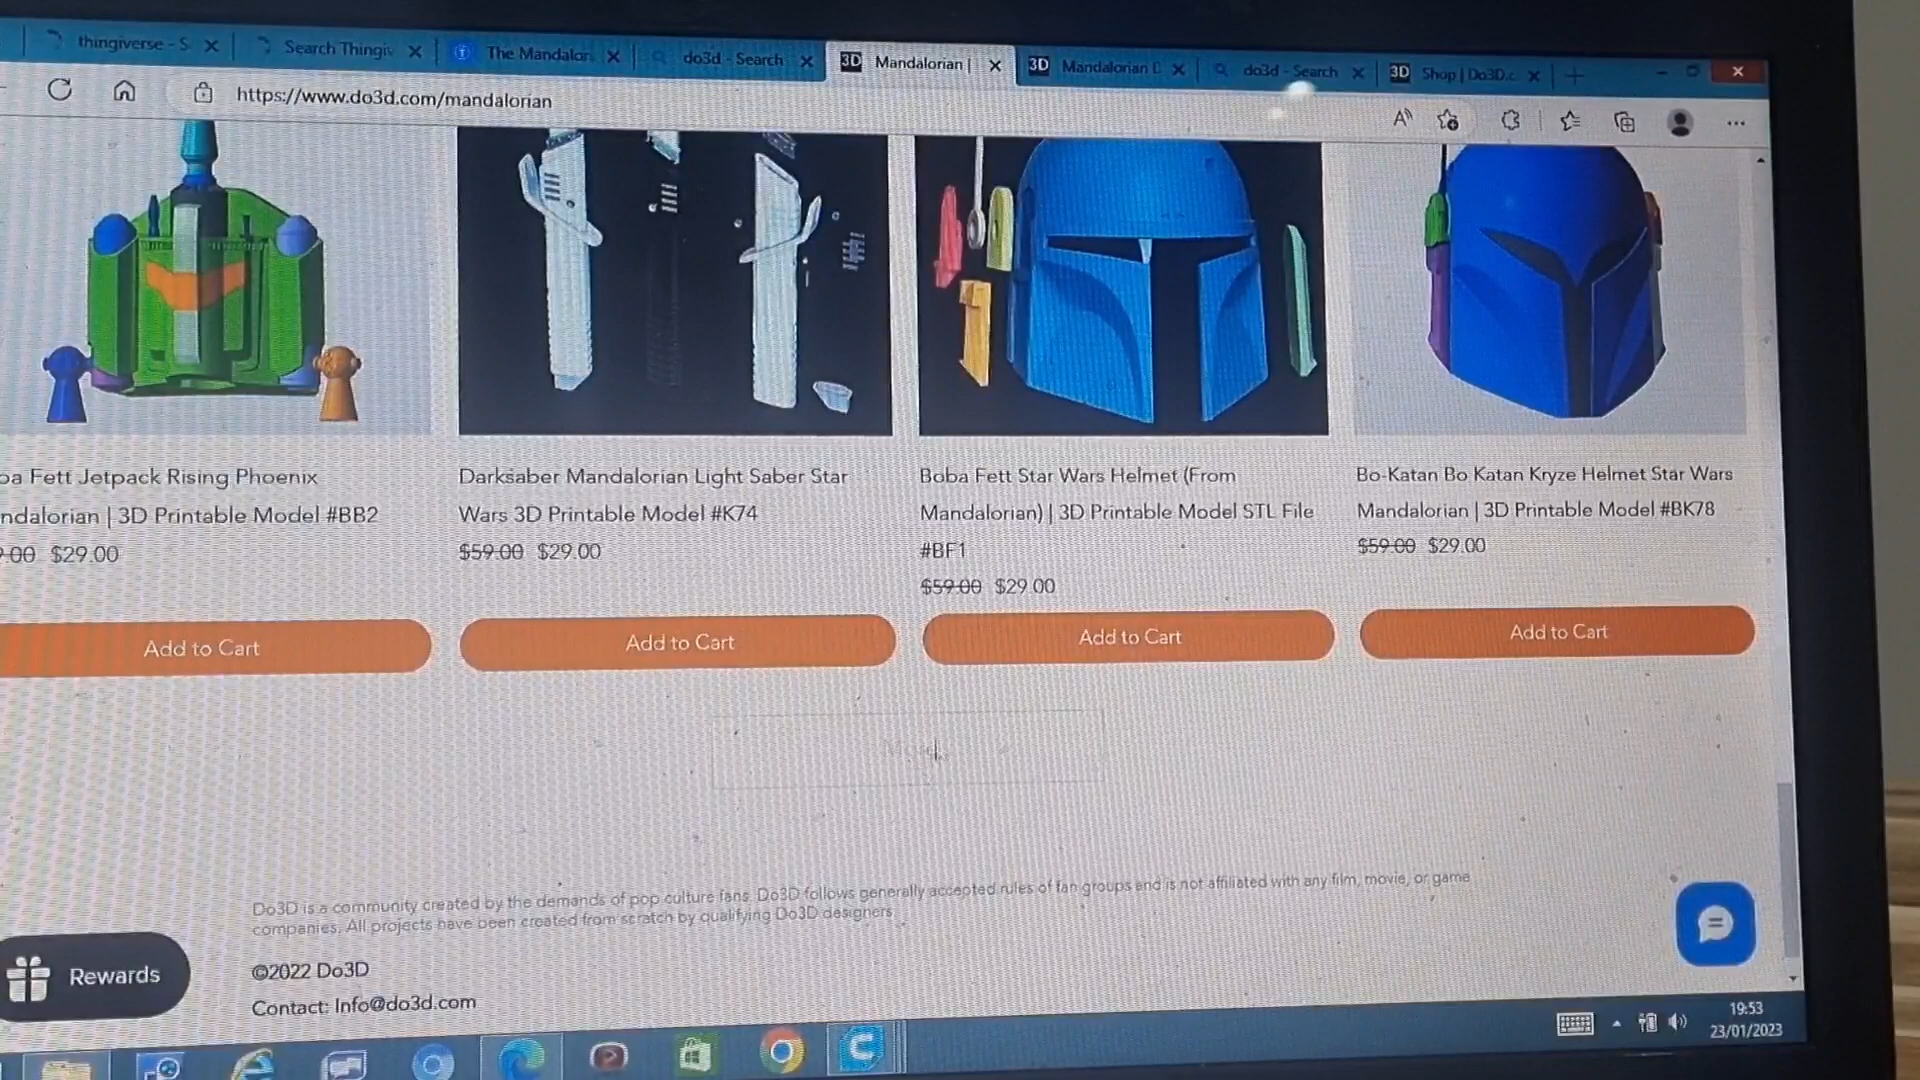 thingiverse - S
Search Thingiv
The Mandalori
do3d - Search
3D Mandalorian |
3D Mandalorian D
do3d - Search
3D Shop | Do3D.c
https://www.do3d.com/mandalorian
ba Fett Jetpack Rising Phoenix
ndalorian | 3D Printable Model #BB2
.00 $29.00
Add to Cart
Darksaber Mandalorian Light Saber Star
Wars 3D Printable Model #K74
$59.00 $29.00
Add to Cart
Boba Fett Star Wars Helmet (From
Mandalorian) | 3D Printable Model STL File
#BF1
$59.00 $29.00
Add to Cart
Bo-Katan Bo Katan Kryze Helmet Star Wars
Mandalorian | 3D Printable Model #BK78
$59.00 $29.00
Add to Cart
Do3D is a community created by the demands of pop culture fans. Do3D follows generally accepted rules of fan groups and is not affiliated with any film, movie, or game
companies. All projects have been created from scratch by qualifying Do3D designers.
Rewards
©2022 Do3D
Contact: Info@do3d.com
19:53
23/01/2023